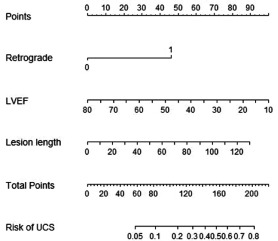 Points 0 10 20 30 40 50 60 70 80 90
Retrograde 0 1
LVEF 80 70 60 50 40 30 20 10
Lesion length 0 20 40 60 80 100 120
Total Points 0 20 40 60 80 120 160 200
Risk of UCS 0.05 0.1 0.2 0.3 0.4 0.5 0.6 0.7 0.8